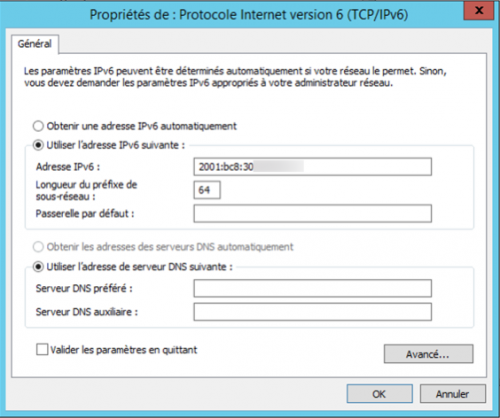 Propriétés de : Protocole Internet version 6 (TCP/IPv6)
x
Général
Les paramètres IPv6 peuvent être déterminés automatiquement si votre réseau le permet. Sinon,
vous devez demander les paramètres IPv6 appropriés à votre administrateur réseau.
Obtenir une adresse IPv6 automatiquement
Utiliser l'adresse IPv6 suivante :
Adresse IPv6 : 2001:bc8:30
Longueur du préfixe de
sous-réseau : 64
Passerelle par défaut :
Obtenir les adresses des serveurs DNS automatiquement
Utiliser l'adresse de serveur DNS suivante :
Serveur DNS préféré :
Serveur DNS auxiliaire :
Valider les paramètres en quittant
Avancé...
OK Annuler